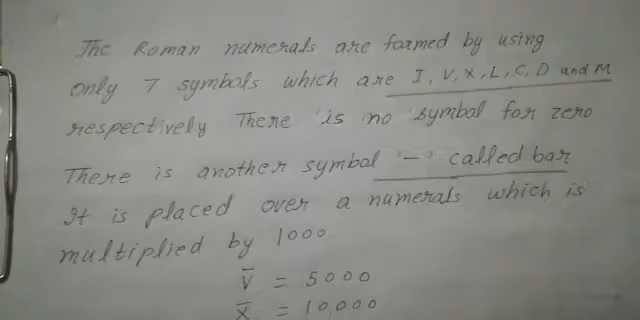 The Roman numerals are formed by using
only 7 symbols which are I, V, X, L, C, D and M
respectively There is no symbol for zero
There is another symbol '—' called bar
It is placed over a numerals which is
multiplied by 1000
V̅ = 5000
X̅ = 10000